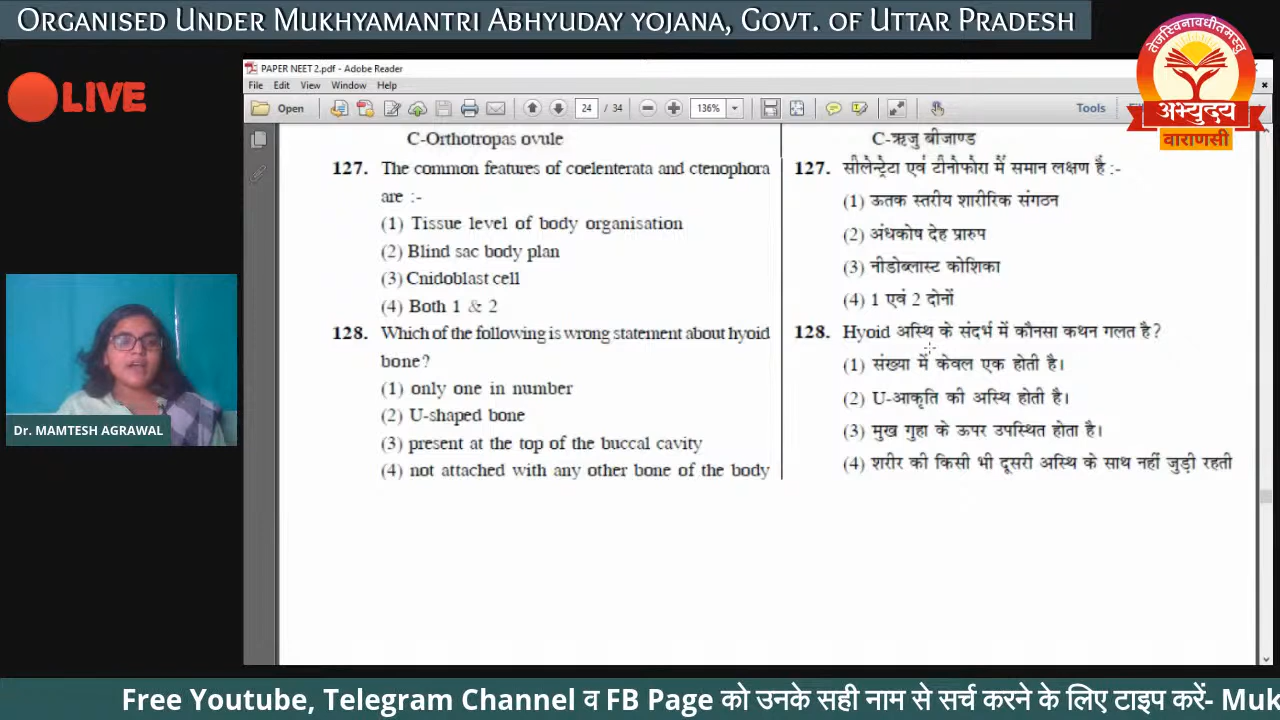 ORGANISED UNDER MUKHYAMANTRI ABHYUDAY YOJANA, GOVT. OF UTTAR PRADESH
तेजस्विनावधीतमस्तु
अभ्युदय
वाराणसी
LIVE
PAPER NEET 2.pdf - Adobe Reader
File Edit View Window Help
Open 24 / 34 136% Tools
C-Orthotropas ovule
127. The common features of coelenterata and ctenophora
are :-
(1) Tissue level of body organisation
(2) Blind sac body plan
(3) Cnidoblast cell
(4) Both 1 & 2
128. Which of the following is wrong statement about hyoid
bone?
(1) only one in number
(2) U-shaped bone
(3) present at the top of the buccal cavity
(4) not attached with any other bone of the body
C-ऋजु बीजाण्ड
127. सीलेन्ट्रेटा एवं टीनोफोरा में समान लक्षण है :-
(1) ऊतक स्तरीय शारीरिक संगठन
(2) अंधकोष देह प्रारुप
(3) नीडोब्लास्ट कोशिका
(4) 1 एवं 2 दोनों
128. Hyoid अस्थि के संदर्भ में कौनसा कथन गलत है?
(1) संख्या में केवल एक होती है।
(2) U-आकृति की अस्थि होती है।
(3) मुख गुहा के ऊपर उपस्थित होता है।
(4) शरीर की किसी भी दूसरी अस्थि के साथ नहीं जुड़ी रहती
Dr. MAMTESH AGRAWAL
Free Youtube, Telegram Channel व FB Page को उनके सही नाम से सर्च करने के लिए टाइप करें- Muk